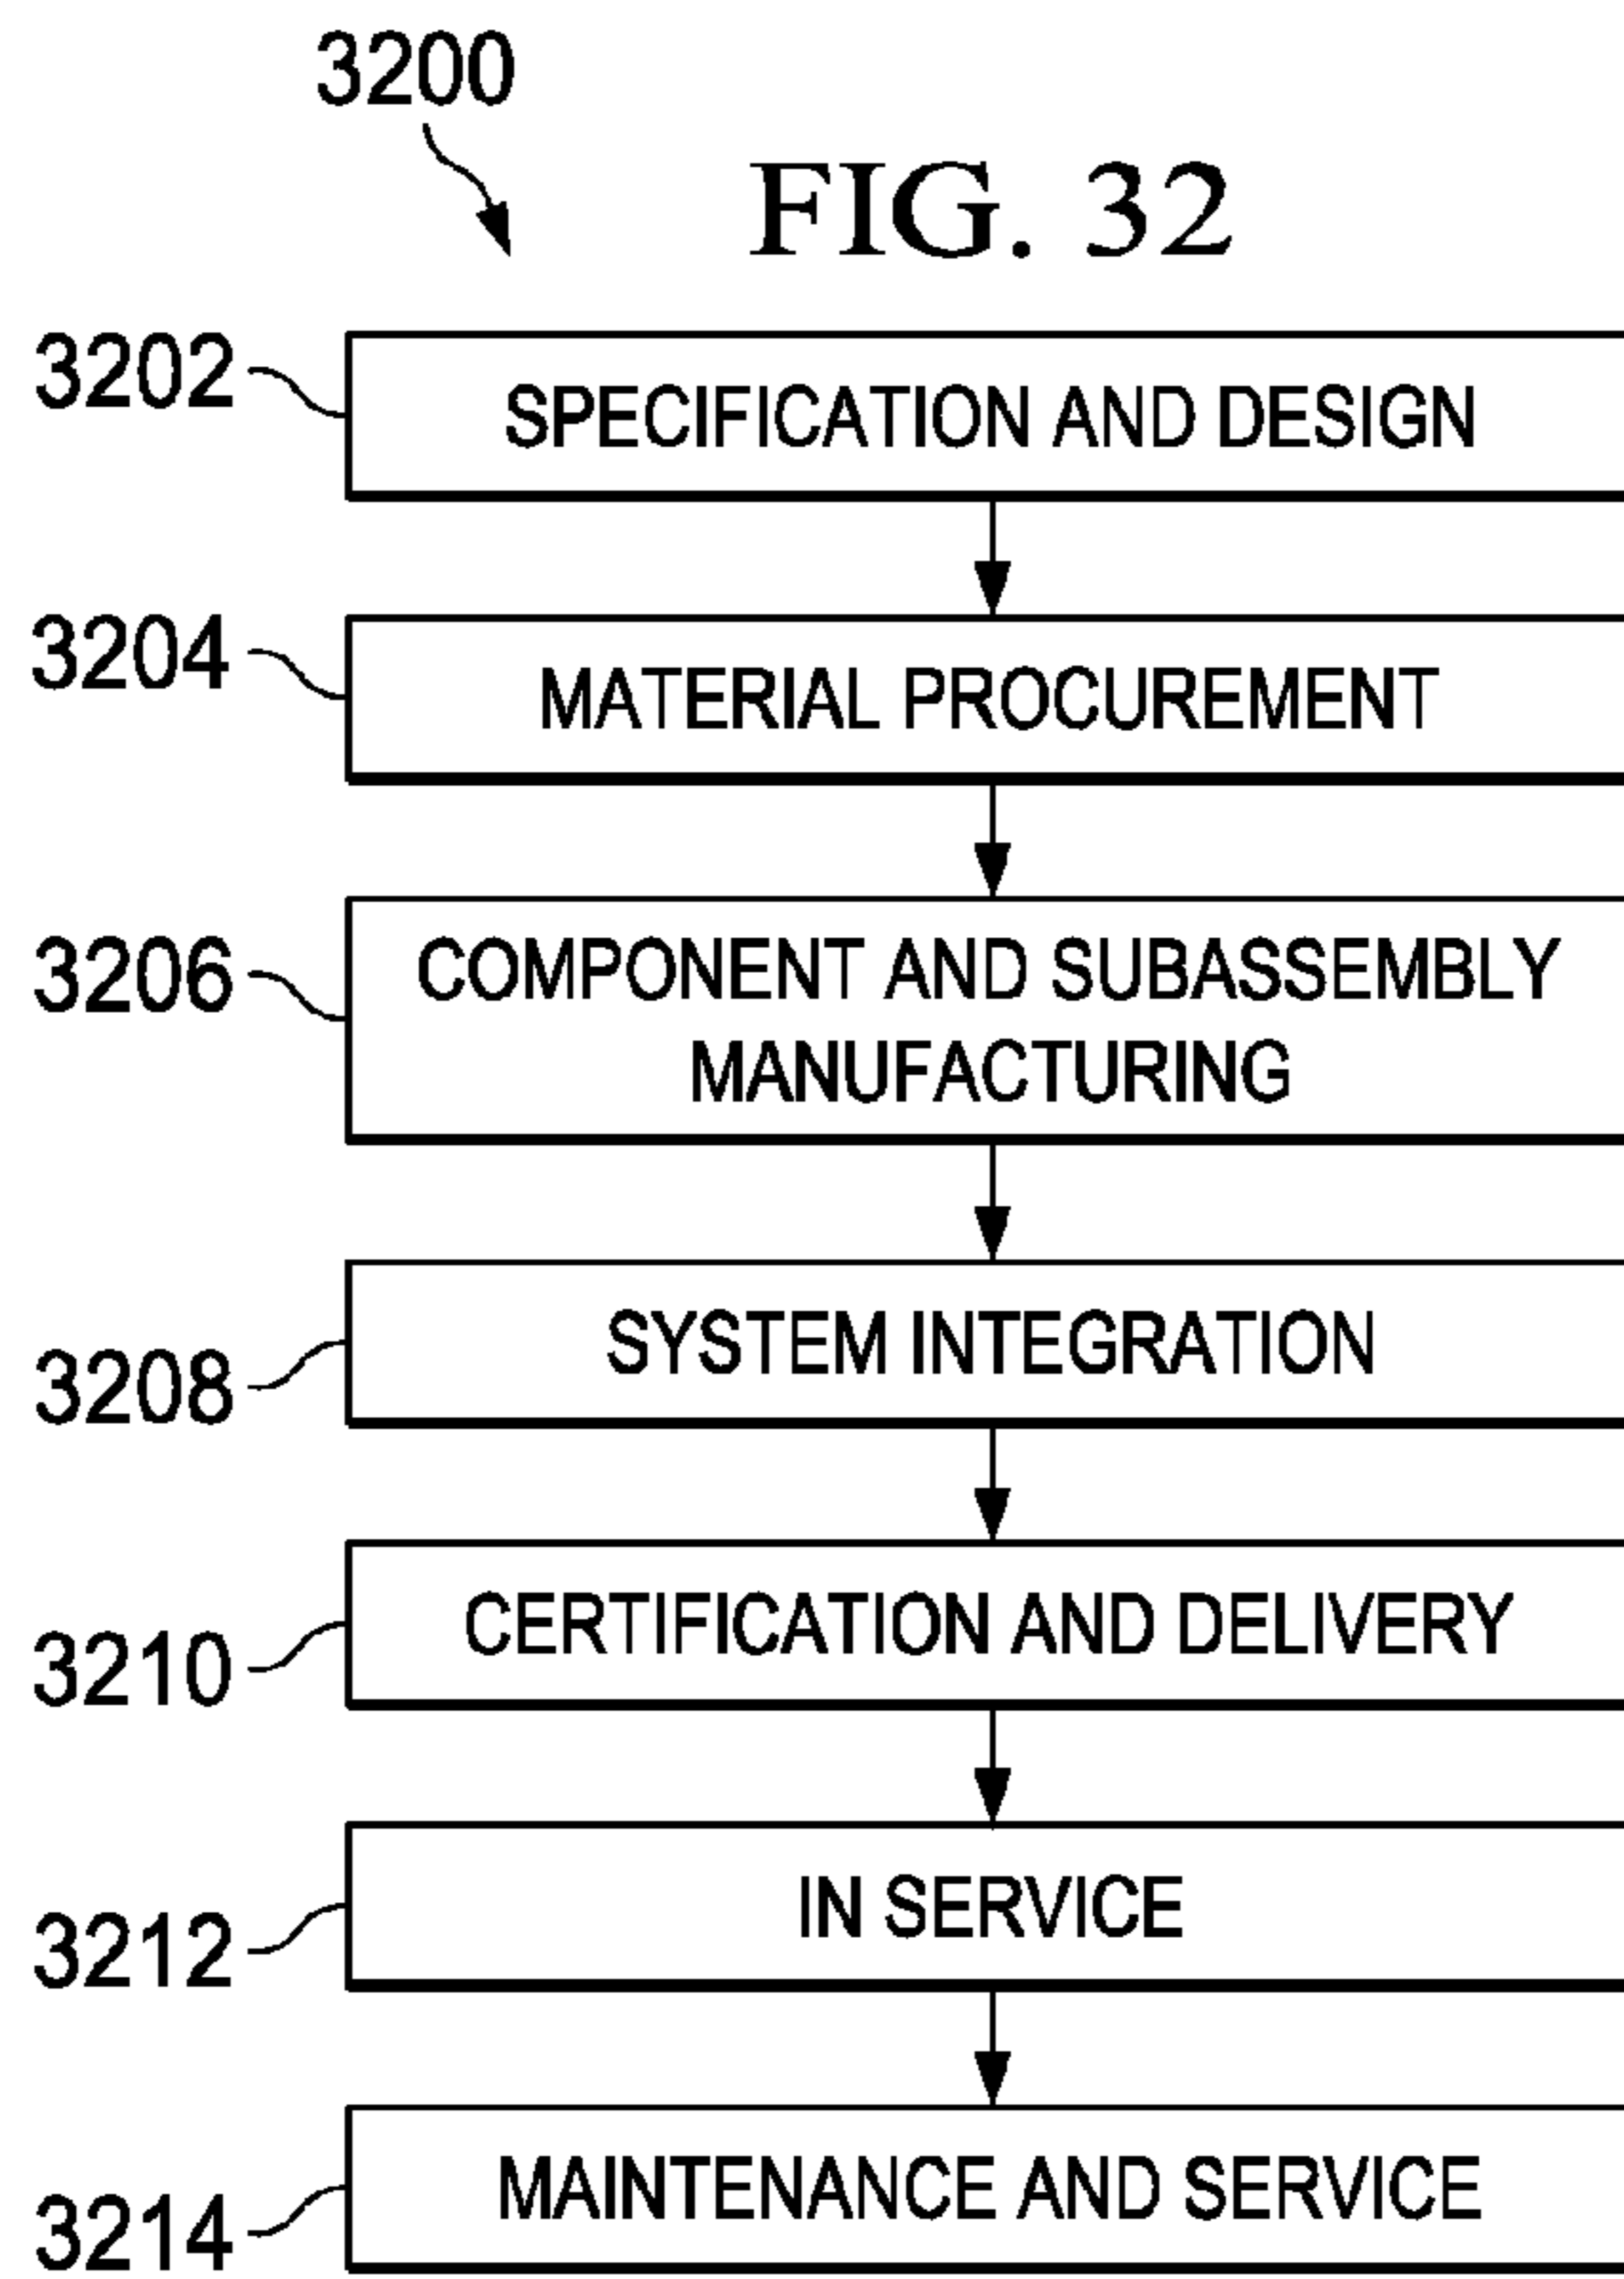 3200
FIG. 32
3202
SPECIFICATION AND DESIGN
3204
MATERIAL PROCUREMENT
3206
COMPONENT AND SUBASSEMBLY
MANUFACTURING
3208
SYSTEM INTEGRATION
3210
CERTIFICATION AND DELIVERY
3212
IN SERVICE
3214
MAINTENANCE AND SERVICE